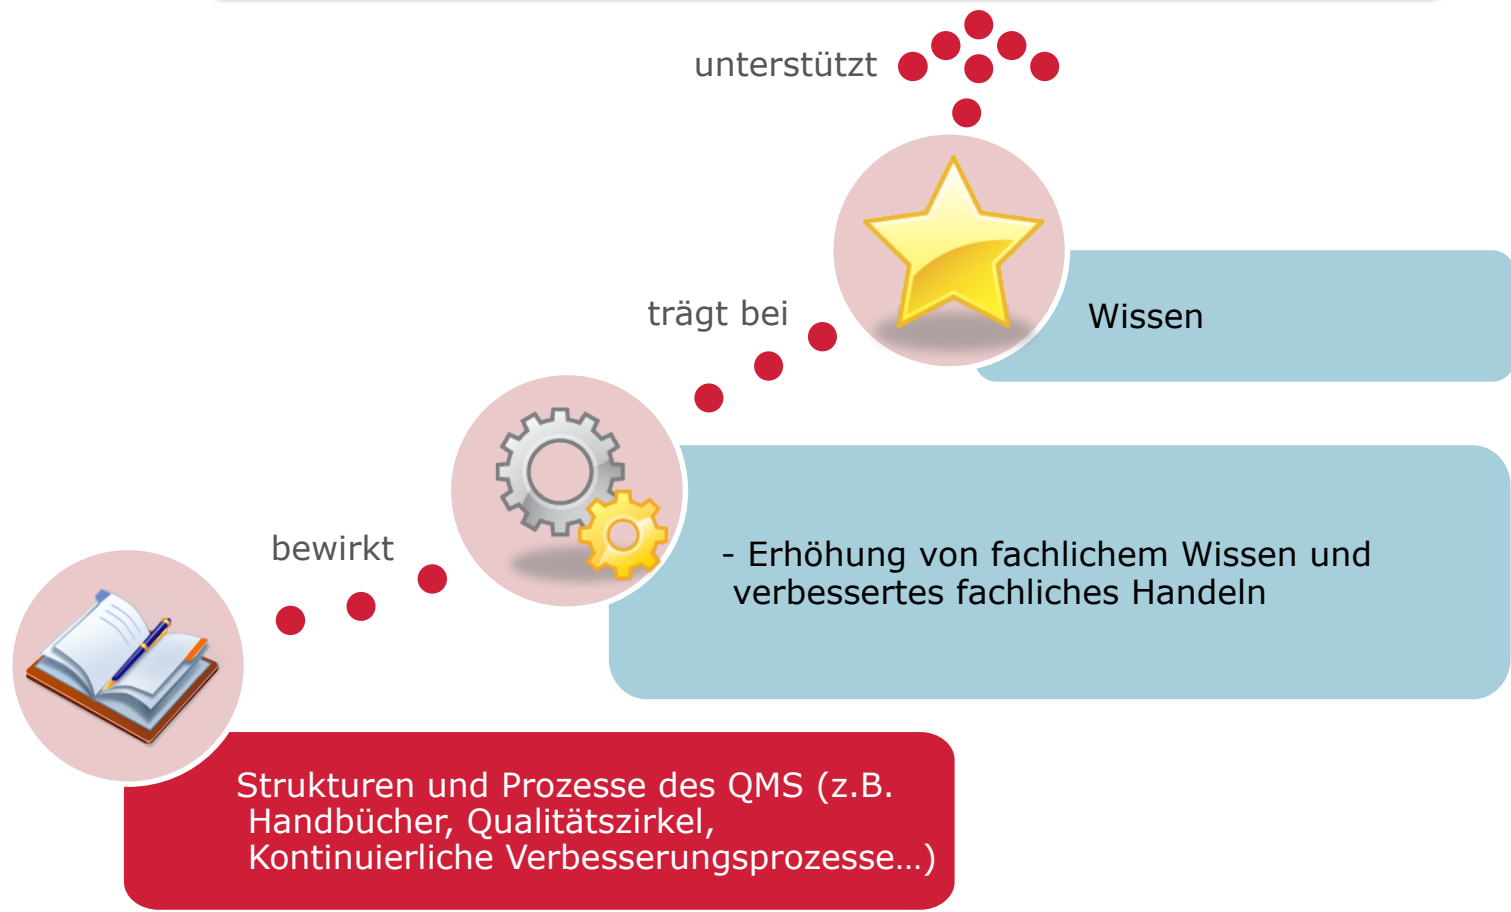 unterstützt
Wissen
trägt bei
- Erhöhung von fachlichem Wissen und
verbessertes fachliches Handeln
bewirkt
Strukturen und Prozesse des QMS (z.B.
Handbücher, Qualitätszirkel,
Kontinuierliche Verbesserungsprozesse…)